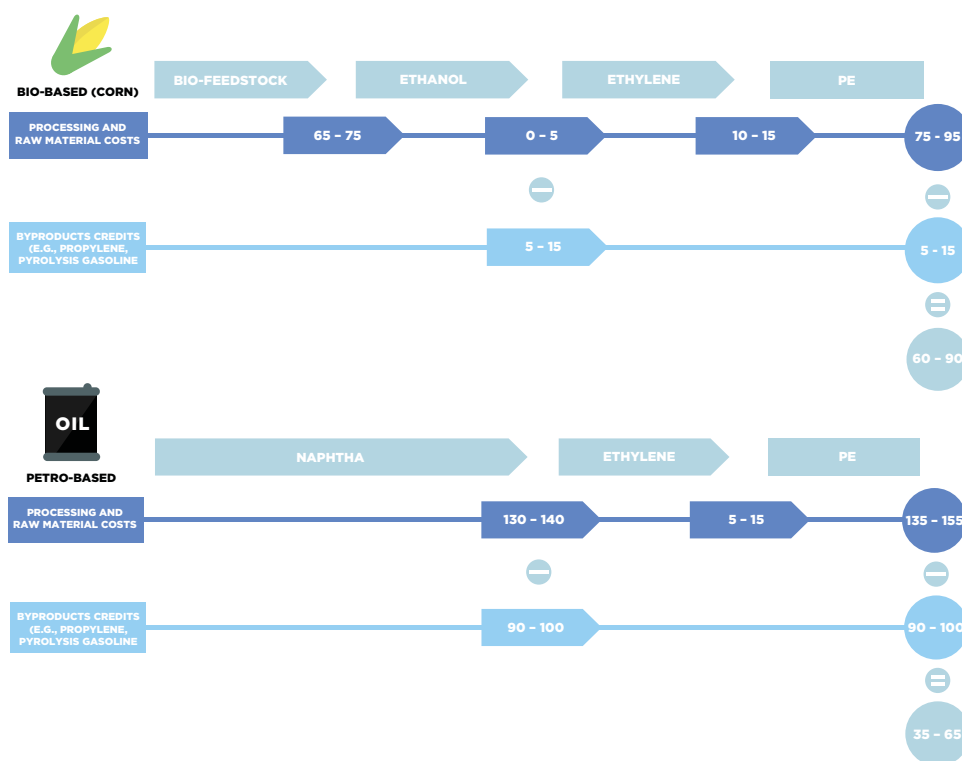 BIO-BASED (CORN)
BIO-FEEDSTOCK
ETHANOL
ETHYLENE
PE
PROCESSING AND
RAW MATERIAL COSTS
65 – 75
0 – 5
10 – 15
75 - 95
BYPRODUCTS CREDITS
(E.G., PROPYLENE,
PYROLYSIS GASOLINE
5 – 15
5 - 15
60 – 90
OIL
PETRO-BASED
NAPHTHA
ETHYLENE
PE
PROCESSING AND
RAW MATERIAL COSTS
130 – 140
5 – 15
135 – 155
BYPRODUCTS CREDITS
(E.G., PROPYLENE,
PYROLYSIS GASOLINE
90 – 100
90 – 100
35 – 65